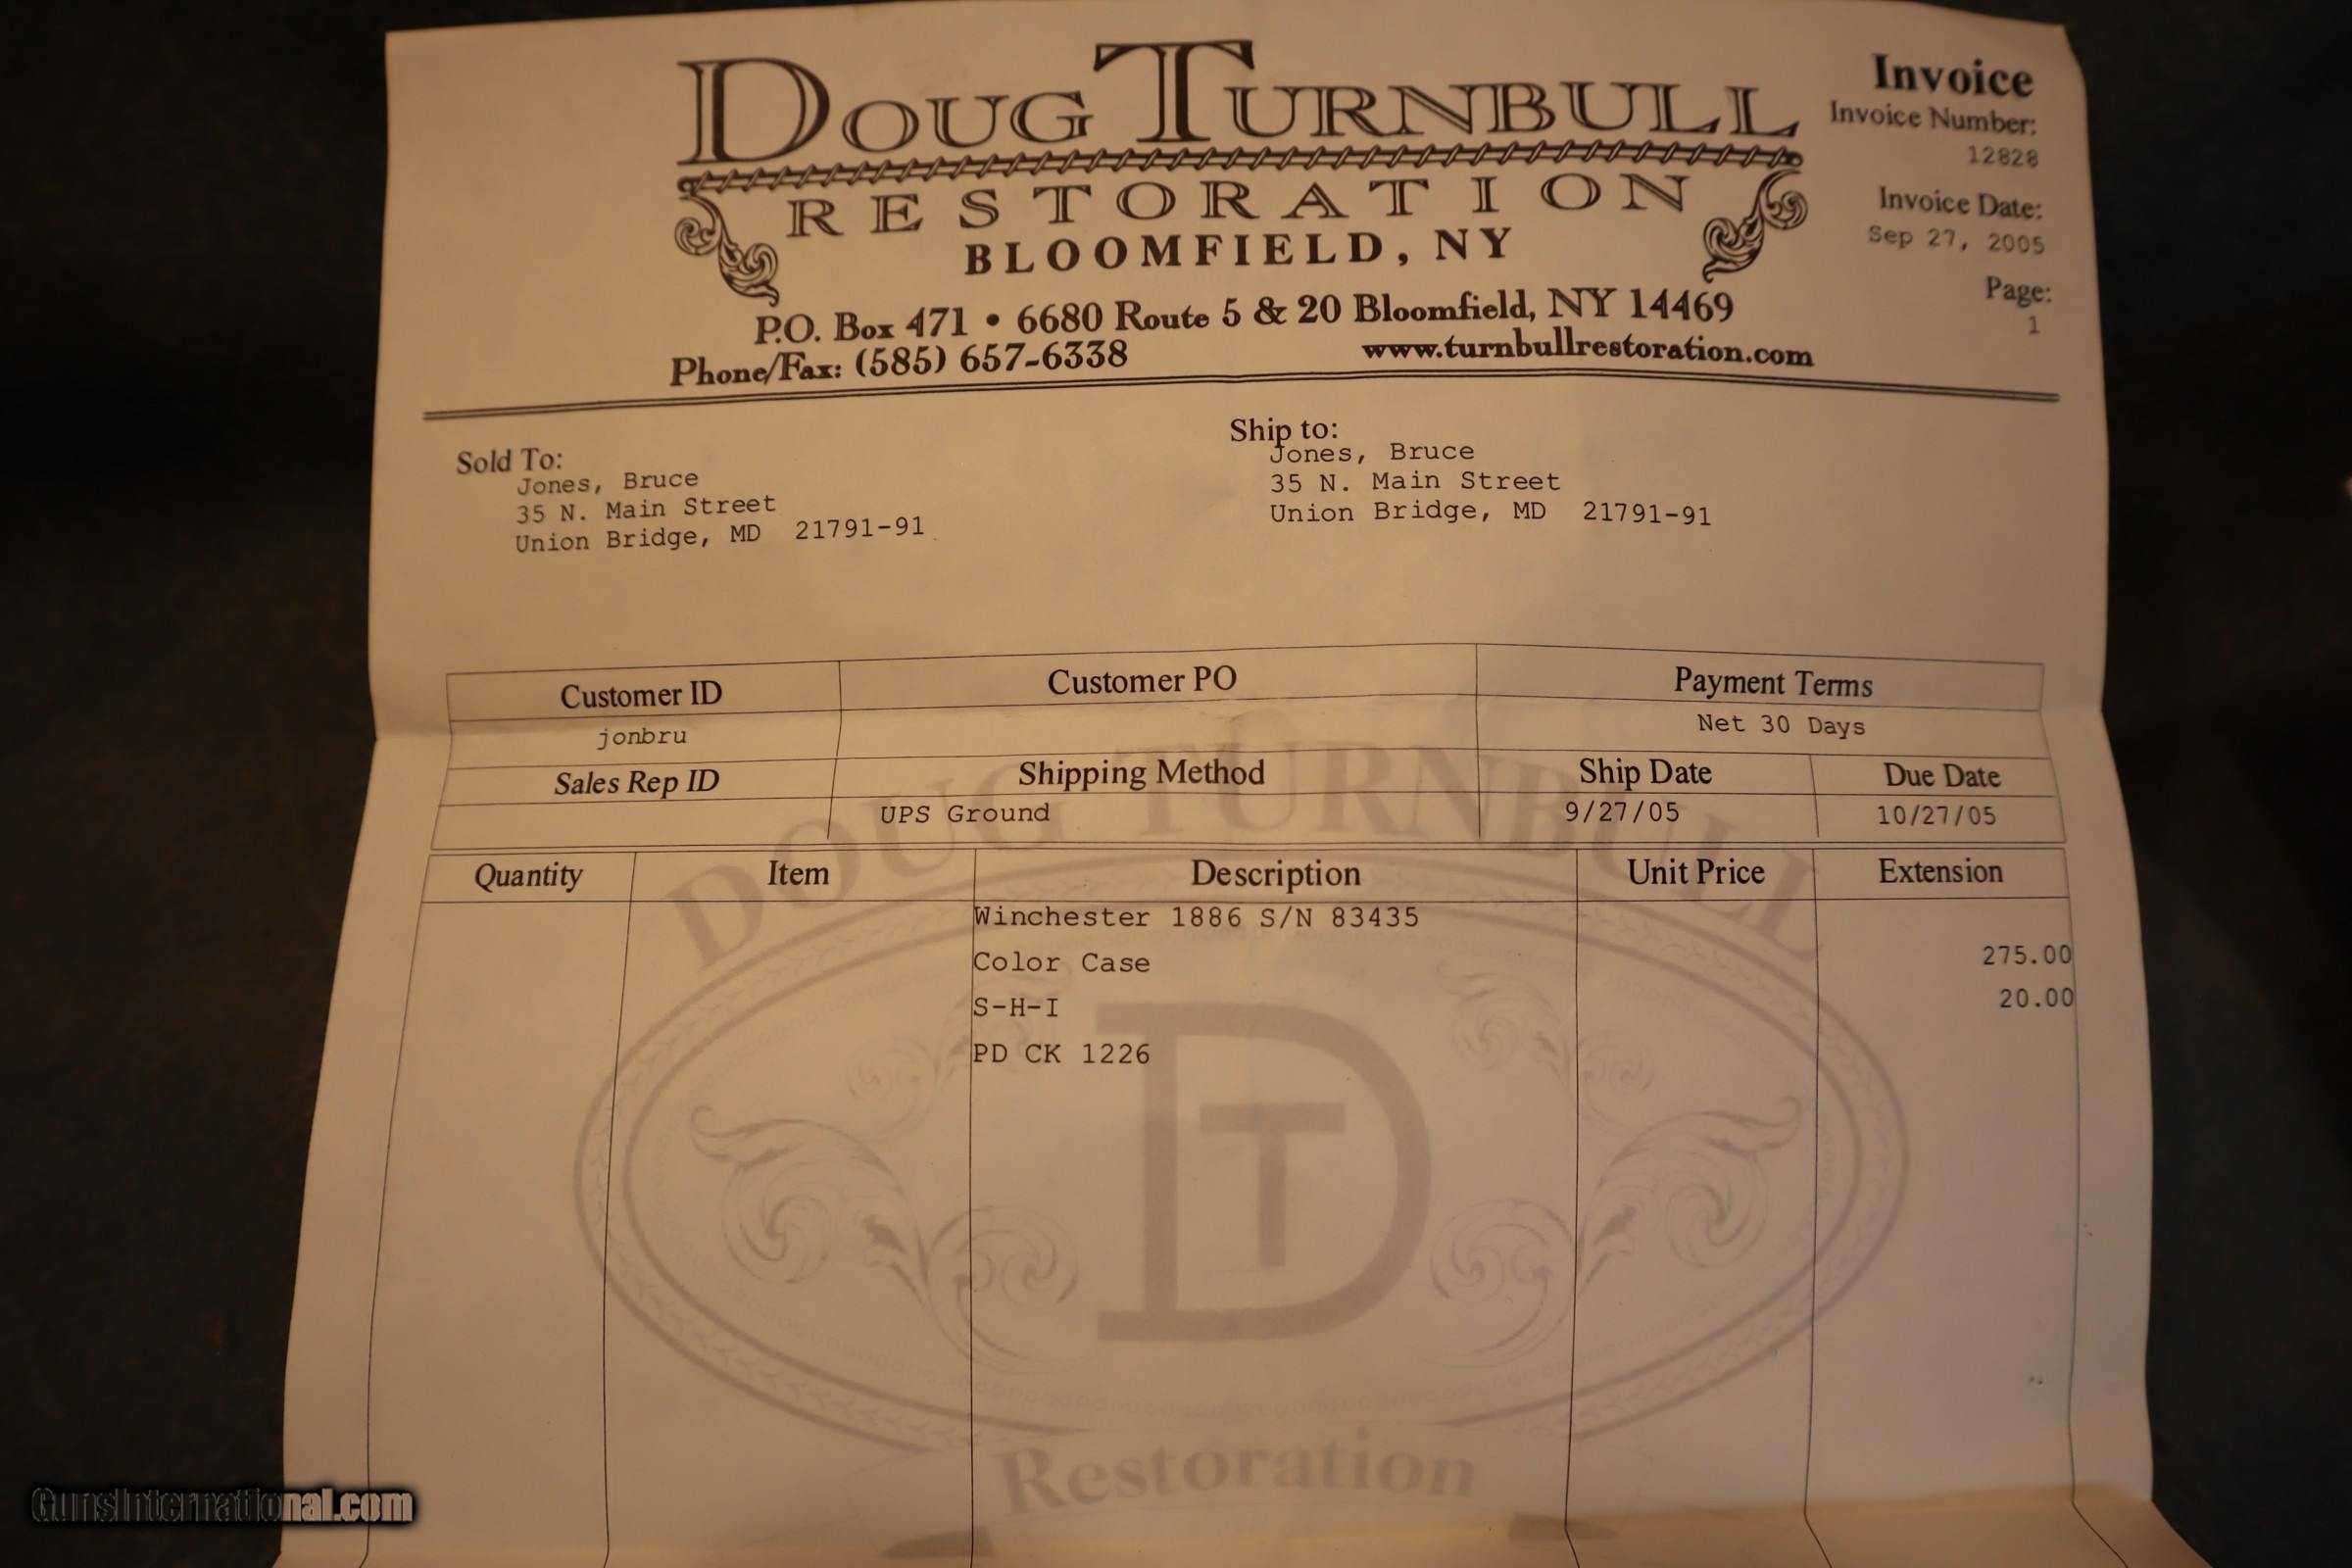 DOUG TURNBULL
RESTORATION
BLOOMFIELD, NY
P.O. Box 471 • 6680 Route 5 & 20 Bloomfield, NY 14469
Phone/Fax: (585) 657-6338 www.turnbullrestoration.com
Invoice
Invoice Number:
12828
Invoice Date:
Sep 27, 2005
Page:
1
Sold To:
Jones, Bruce
35 N. Main Street
Union Bridge, MD 21791-91
Ship to:
Jones, Bruce
35 N. Main Street
Union Bridge, MD 21791-91
Customer ID Customer PO Payment Terms
jonbru Net 30 Days
Sales Rep ID Shipping Method Ship Date Due Date
UPS Ground 9/27/05 10/27/05
Quantity Item Description Unit Price Extension
Winchester 1886 S/N 83435
Color Case 275.00
S-H-I 20.00
PD CK 1226
DOUG TURNBULL
DT
Restoration
GunsInternational.com